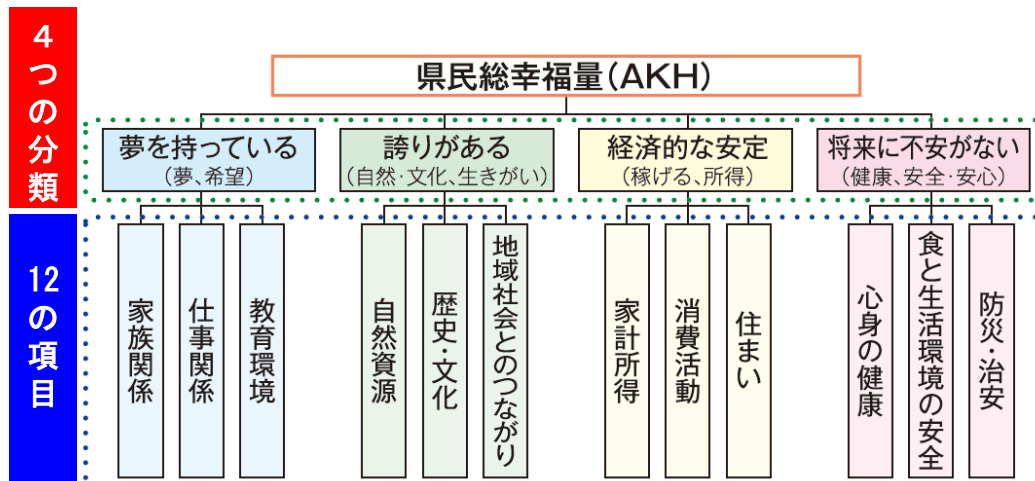 4つの分類
県民総幸福量(AKH)
夢を持っている
(夢、希望)
誇りがある
(自然・文化、生きがい)
経済的な安定
(稼げる、所得)
将来に不安がない
(健康、安全・安心)
12の項目
家族関係
仕事関係
教育環境
自然資源
歴史・文化
地域社会とのつながり
家計所得
消費活動
住まい
心身の健康
食と生活環境の安全
防災・治安